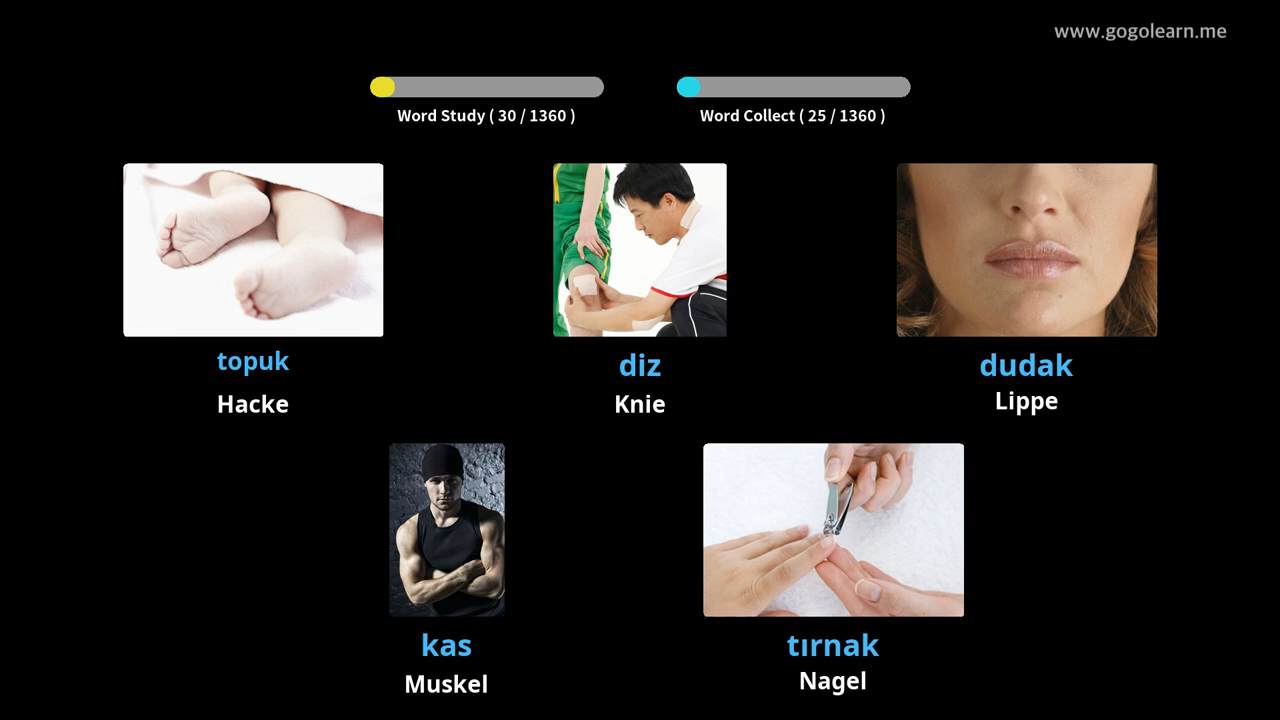 www.gogolearn.me
Word Study ( 30 / 1360 )
Word Collect ( 25 / 1360 )
topuk
Hacke
diz
Knie
dudak
Lippe
kas
Muskel
tırnak
Nagel